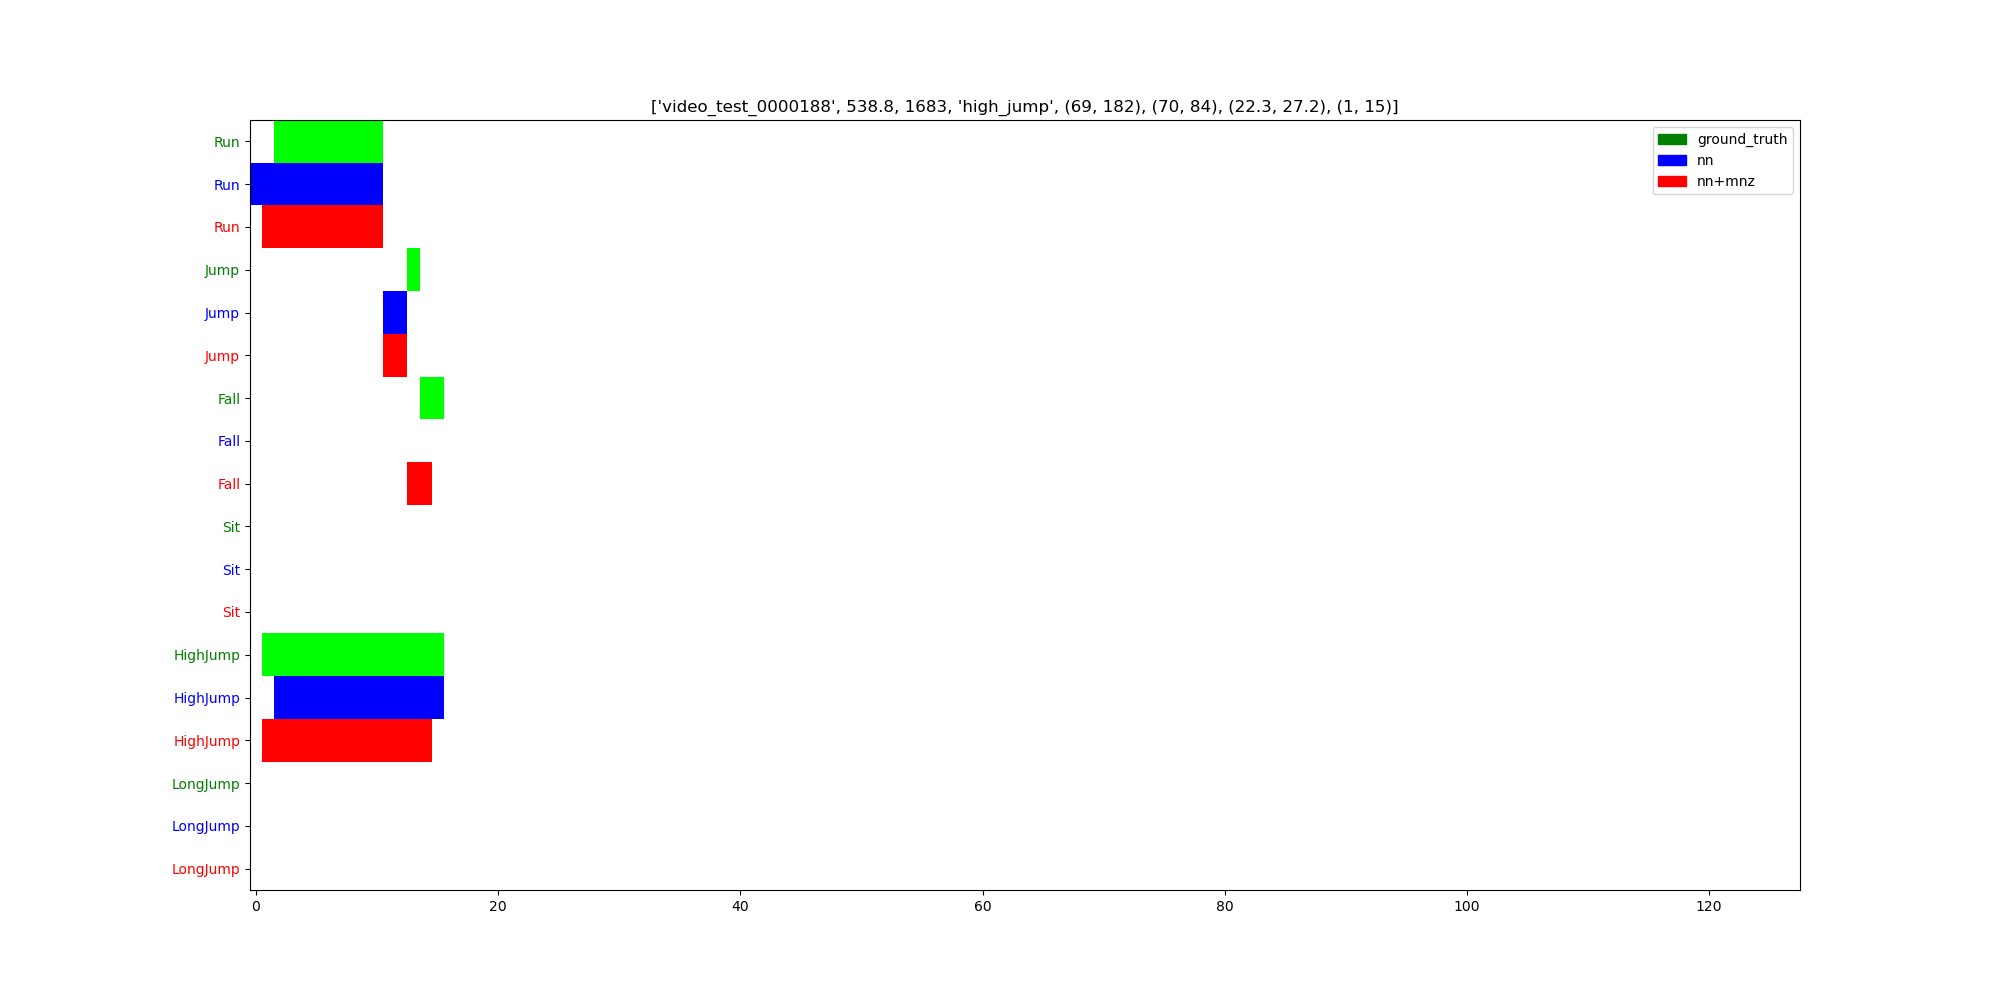 ['video_test_0000188', 538.8, 1683, 'high_jump', (69, 182), (70, 84), (22.3, 27.2), (1, 15)]
ground_truth
nn
nn+mnz
Run
Run
Run
Jump
Jump
Jump
Fall
Fall
Fall
Sit
Sit
Sit
HighJump
HighJump
HighJump
LongJump
LongJump
LongJump
0 20 40 60 80 100 120